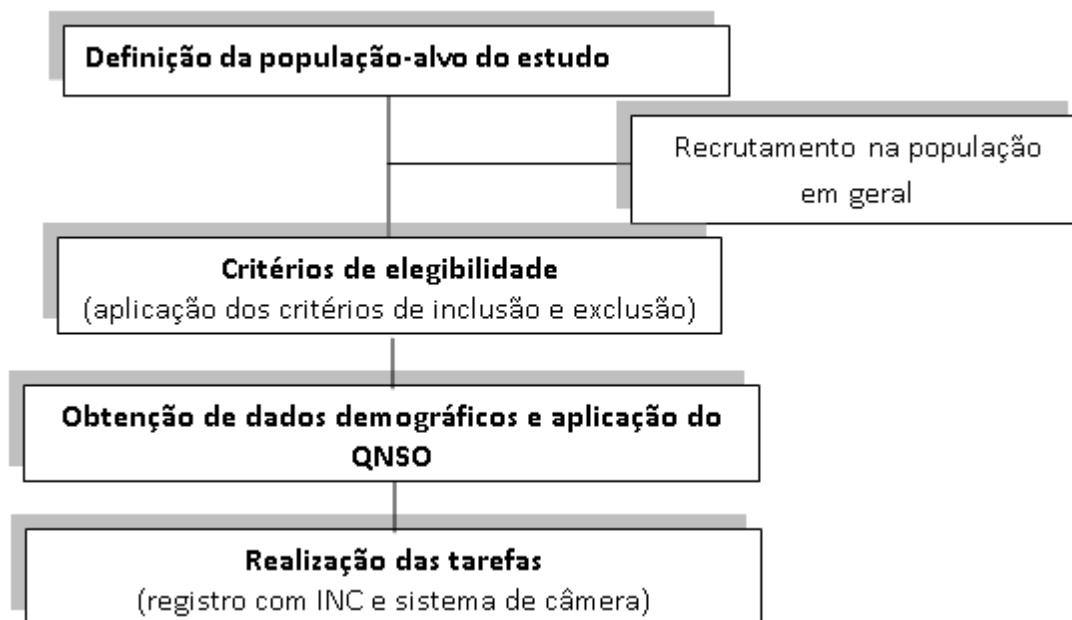 Definição da população-alvo do estudo
Recrutamento na população
em geral
Critérios de elegibilidade
(aplicação dos critérios de inclusão e exclusão)
Obtenção de dados demográficos e aplicação do
QNSO
Realização das tarefas
(registro com INC e sistema de câmera)